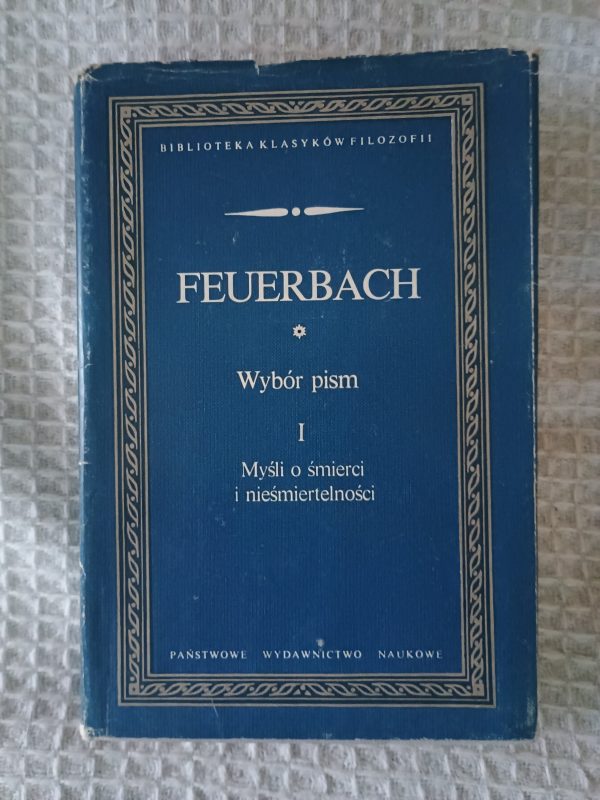 BIBLIOTEKA KLASYKÓW FILOZOFII
FEUERBACH
Wybór pism
I
Myśli o śmierci
i nieśmiertelności
PAŃSTWOWE WYDAWNICTWO NAUKOWE